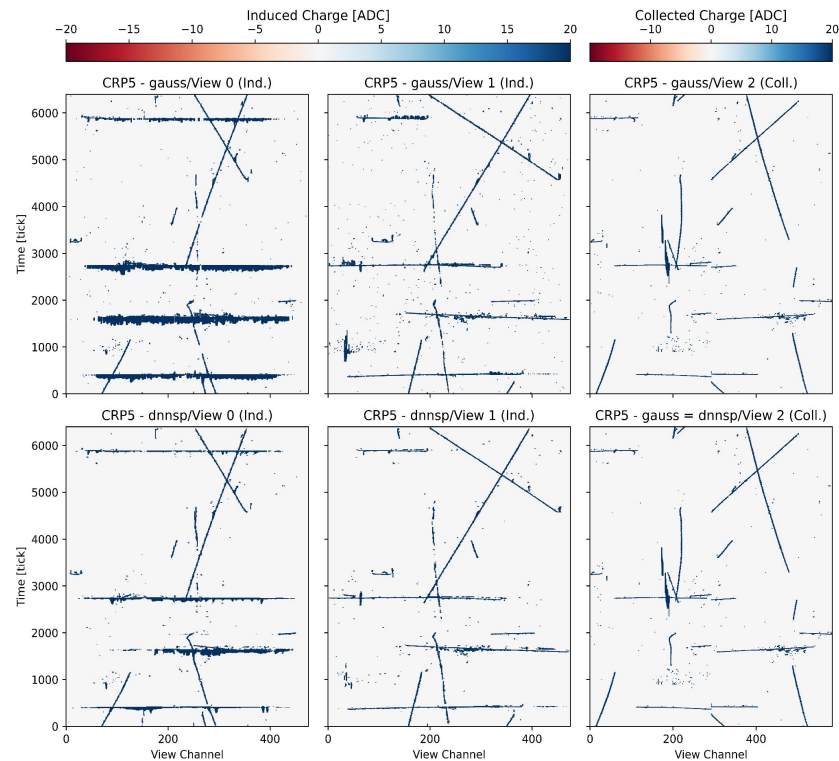 Induced Charge [ADC]
Collected Charge [ADC]
−20 −15 −10 −5 0 5 10 15 20
−10 0 10 20
CRP5 - gauss/View 0 (Ind.)
CRP5 - gauss/View 1 (Ind.)
CRP5 - gauss/View 2 (Coll.)
6000
5000
4000
3000
2000
1000
0
Time [tick]
CRP5 - dnnsp/View 0 (Ind.)
CRP5 - dnnsp/View 1 (Ind.)
CRP5 - gauss = dnnsp/View 2 (Coll.)
6000
5000
4000
3000
2000
1000
0
Time [tick]
0 200 400
0 200 400
0 200 400
View Channel
View Channel
View Channel